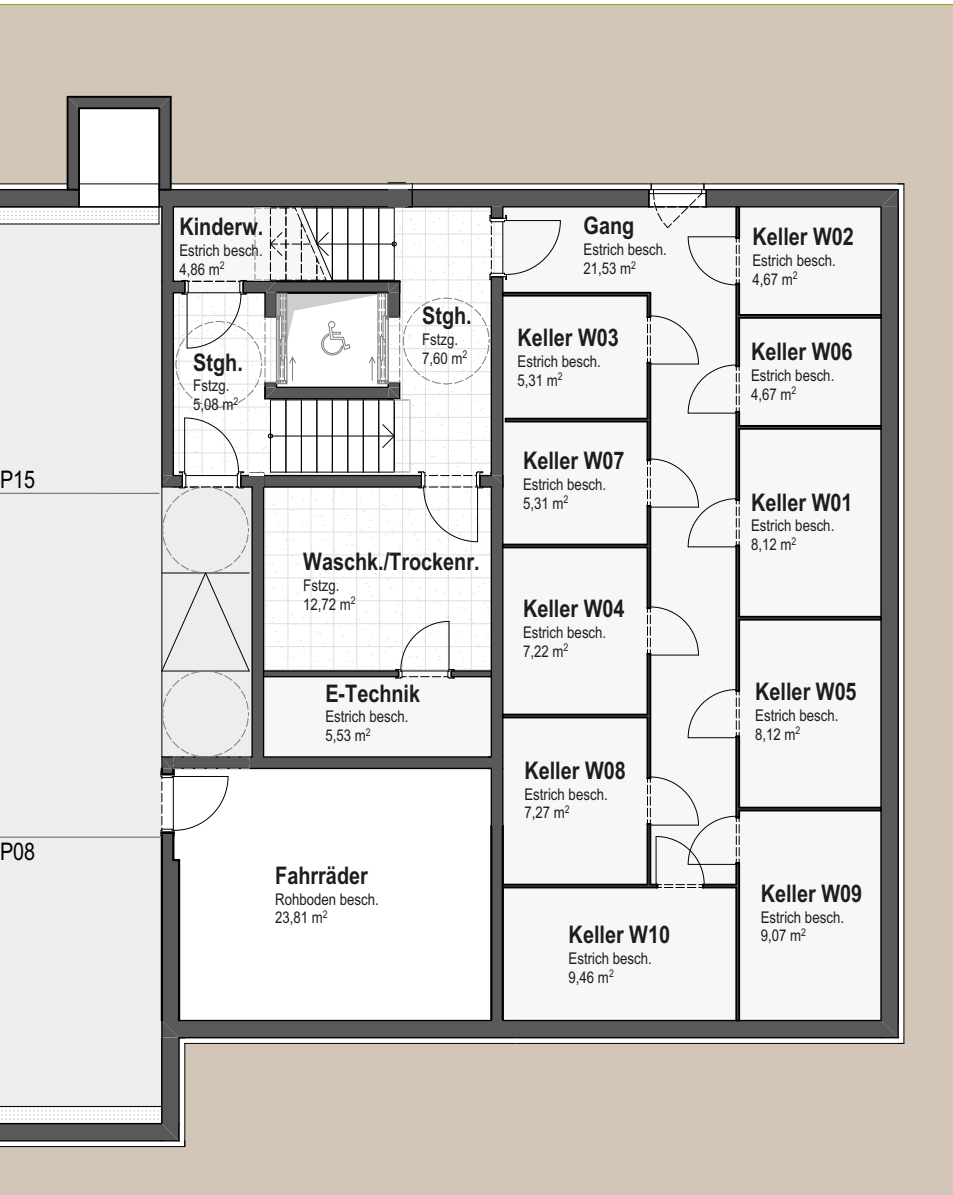 Kinderw.
Estrich besch.
4,86 m²
Gang
Estrich besch.
21,53 m²
Keller W02
Estrich besch.
4,67 m²
Stgh.
Fstzg.
7,60 m²
Keller W03
Estrich besch.
5,31 m²
Keller W06
Estrich besch.
4,67 m²
Stgh.
Fstzg.
5,08 m²
P15
Keller W07
Estrich besch.
5,31 m²
Keller W01
Estrich besch.
8,12 m²
Waschk./Trockenr.
Fstzg.
12,72 m²
Keller W04
Estrich besch.
7,22 m²
E-Technik
Estrich besch.
5,53 m²
Keller W05
Estrich besch.
8,12 m²
Keller W08
Estrich besch.
7,27 m²
P08
Fahrräder
Rohboden besch.
23,81 m²
Keller W09
Estrich besch.
9,07 m²
Keller W10
Estrich besch.
9,46 m²